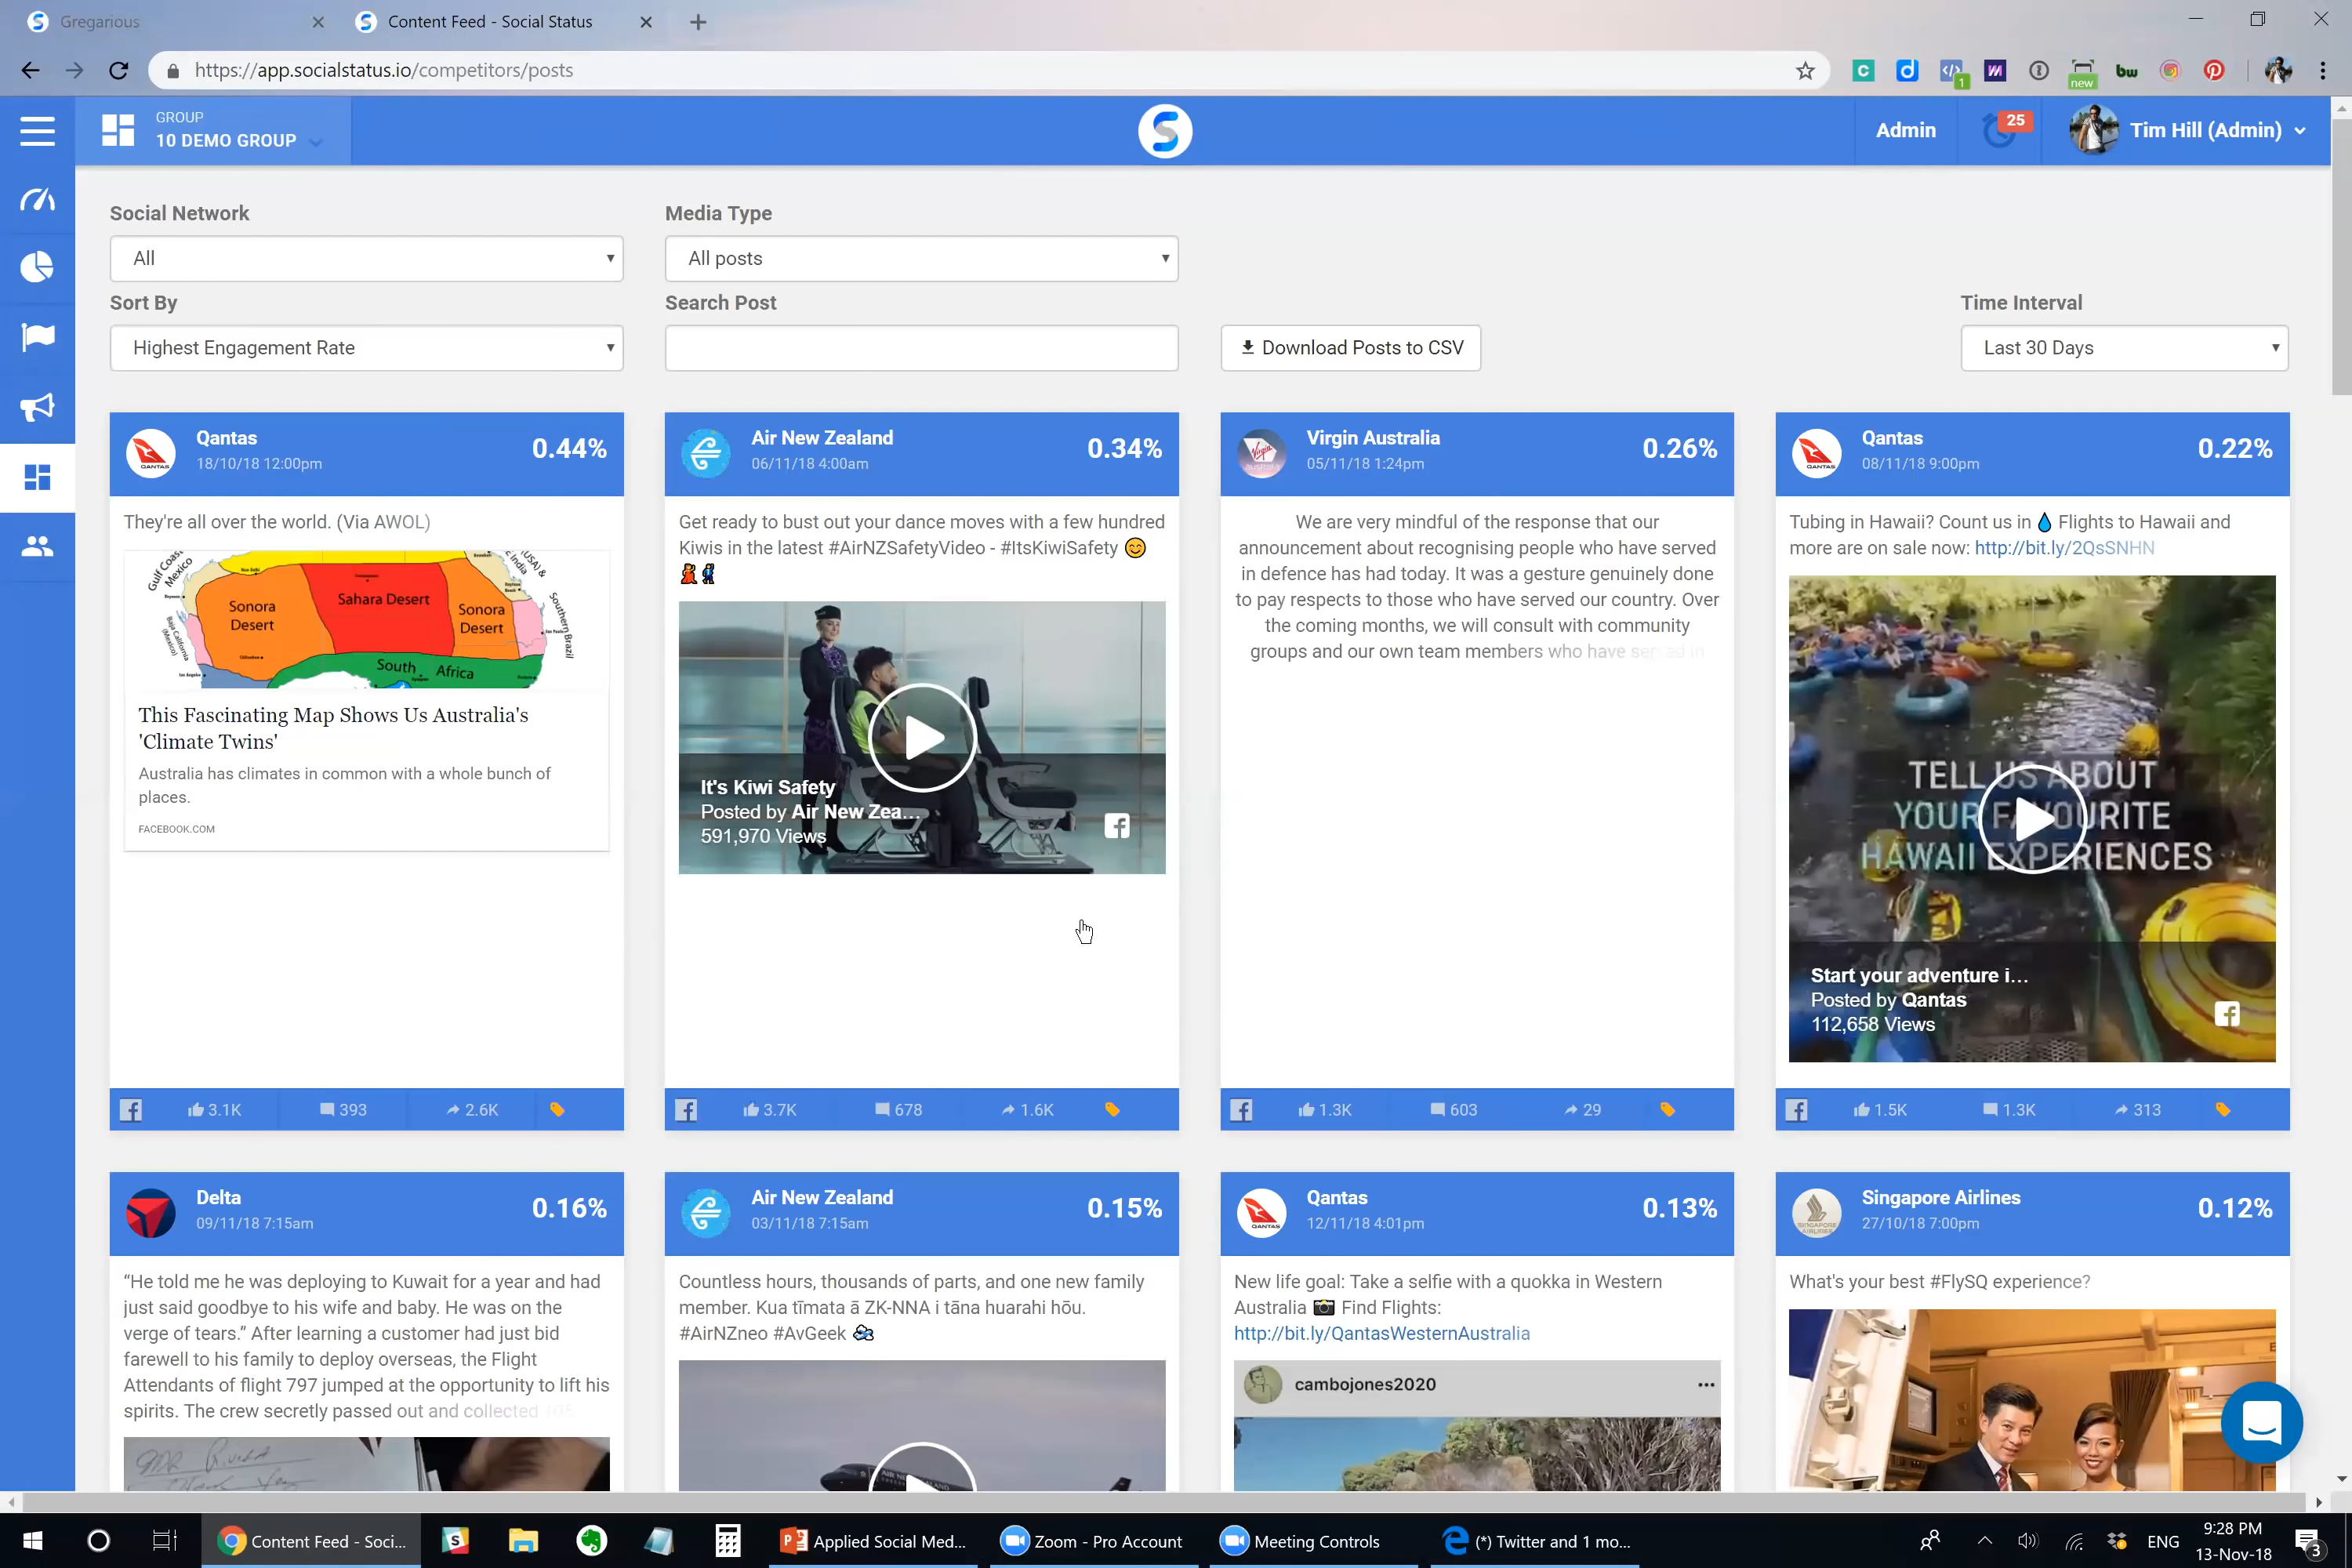 Gregarious
Content Feed - Social Status
https://app.socialstatus.io/competitors/posts
1
new
bw
GROUP
10 DEMO GROUP
Admin
25
Tim Hill (Admin)
Social Network
Media Type
All
All posts
Sort By
Search Post
Time Interval
Highest Engagement Rate
Download Posts to CSV
Last 30 Days
Qantas
18/10/18 12:00pm
0.44%
They're all over the world. (Via AWOL)
Gulf Coast Mexico
Sonora Desert
Sahara Desert
Sonora Desert
Southern Brazil
South Africa
This Fascinating Map Shows Us Australia's
'Climate Twins'
Australia has climates in common with a whole bunch of
places.
FACEBOOK.COM
3.1K
393
2.6K
Air New Zealand
06/11/18 4:00am
0.34%
Get ready to bust out your dance moves with a few hundred
Kiwis in the latest #AirNZSafetyVideo - #ItsKiwiSafety 😊
It's Kiwi Safety
Posted by Air New Zea...
591,970 Views
3.7K
678
1.6K
Virgin Australia
05/11/18 1:24pm
0.26%
We are very mindful of the response that our
announcement about recognising people who have served
in defence has had today. It was a gesture genuinely done
to pay respects to those who have served our country. Over
the coming months, we will consult with community
groups and our own team members who have served in
1.3K
603
29
Qantas
08/11/18 9:00pm
0.22%
Tubing in Hawaii? Count us in 💧 Flights to Hawaii and
more are on sale now: http://bit.ly/2QsSNHN
TELL US ABOUT
YOUR FAVOURITE
HAWAII EXPERIENCES
Start your adventure i...
Posted by Qantas
112,658 Views
1.5K
1.3K
313
Delta
09/11/18 7:15am
0.16%
“He told me he was deploying to Kuwait for a year and had
just said goodbye to his wife and baby. He was on the
verge of tears.” After learning a customer had just bid
farewell to his family to deploy overseas, the Flight
Attendants of flight 797 jumped at the opportunity to lift his
spirits. The crew secretly passed out and collected
Air New Zealand
03/11/18 7:15am
0.15%
Countless hours, thousands of parts, and one new family
member. Kua tīmata ā ZK-NNA i tāna huarahi hōu.
#AirNZneo #AvGeek
AIR NEW ZEALAND
Qantas
12/11/18 4:01pm
0.13%
New life goal: Take a selfie with a quokka in Western
Australia 📷 Find Flights:
http://bit.ly/QantasWesternAustralia
cambojones2020
Singapore Airlines
27/10/18 7:00pm
0.12%
What's your best #FlySQ experience?
Content Feed - Soci...
Applied Social Med...
Zoom - Pro Account
Meeting Controls
(*) Twitter and 1 mo...
ENG
9:28 PM
13-Nov-18
3